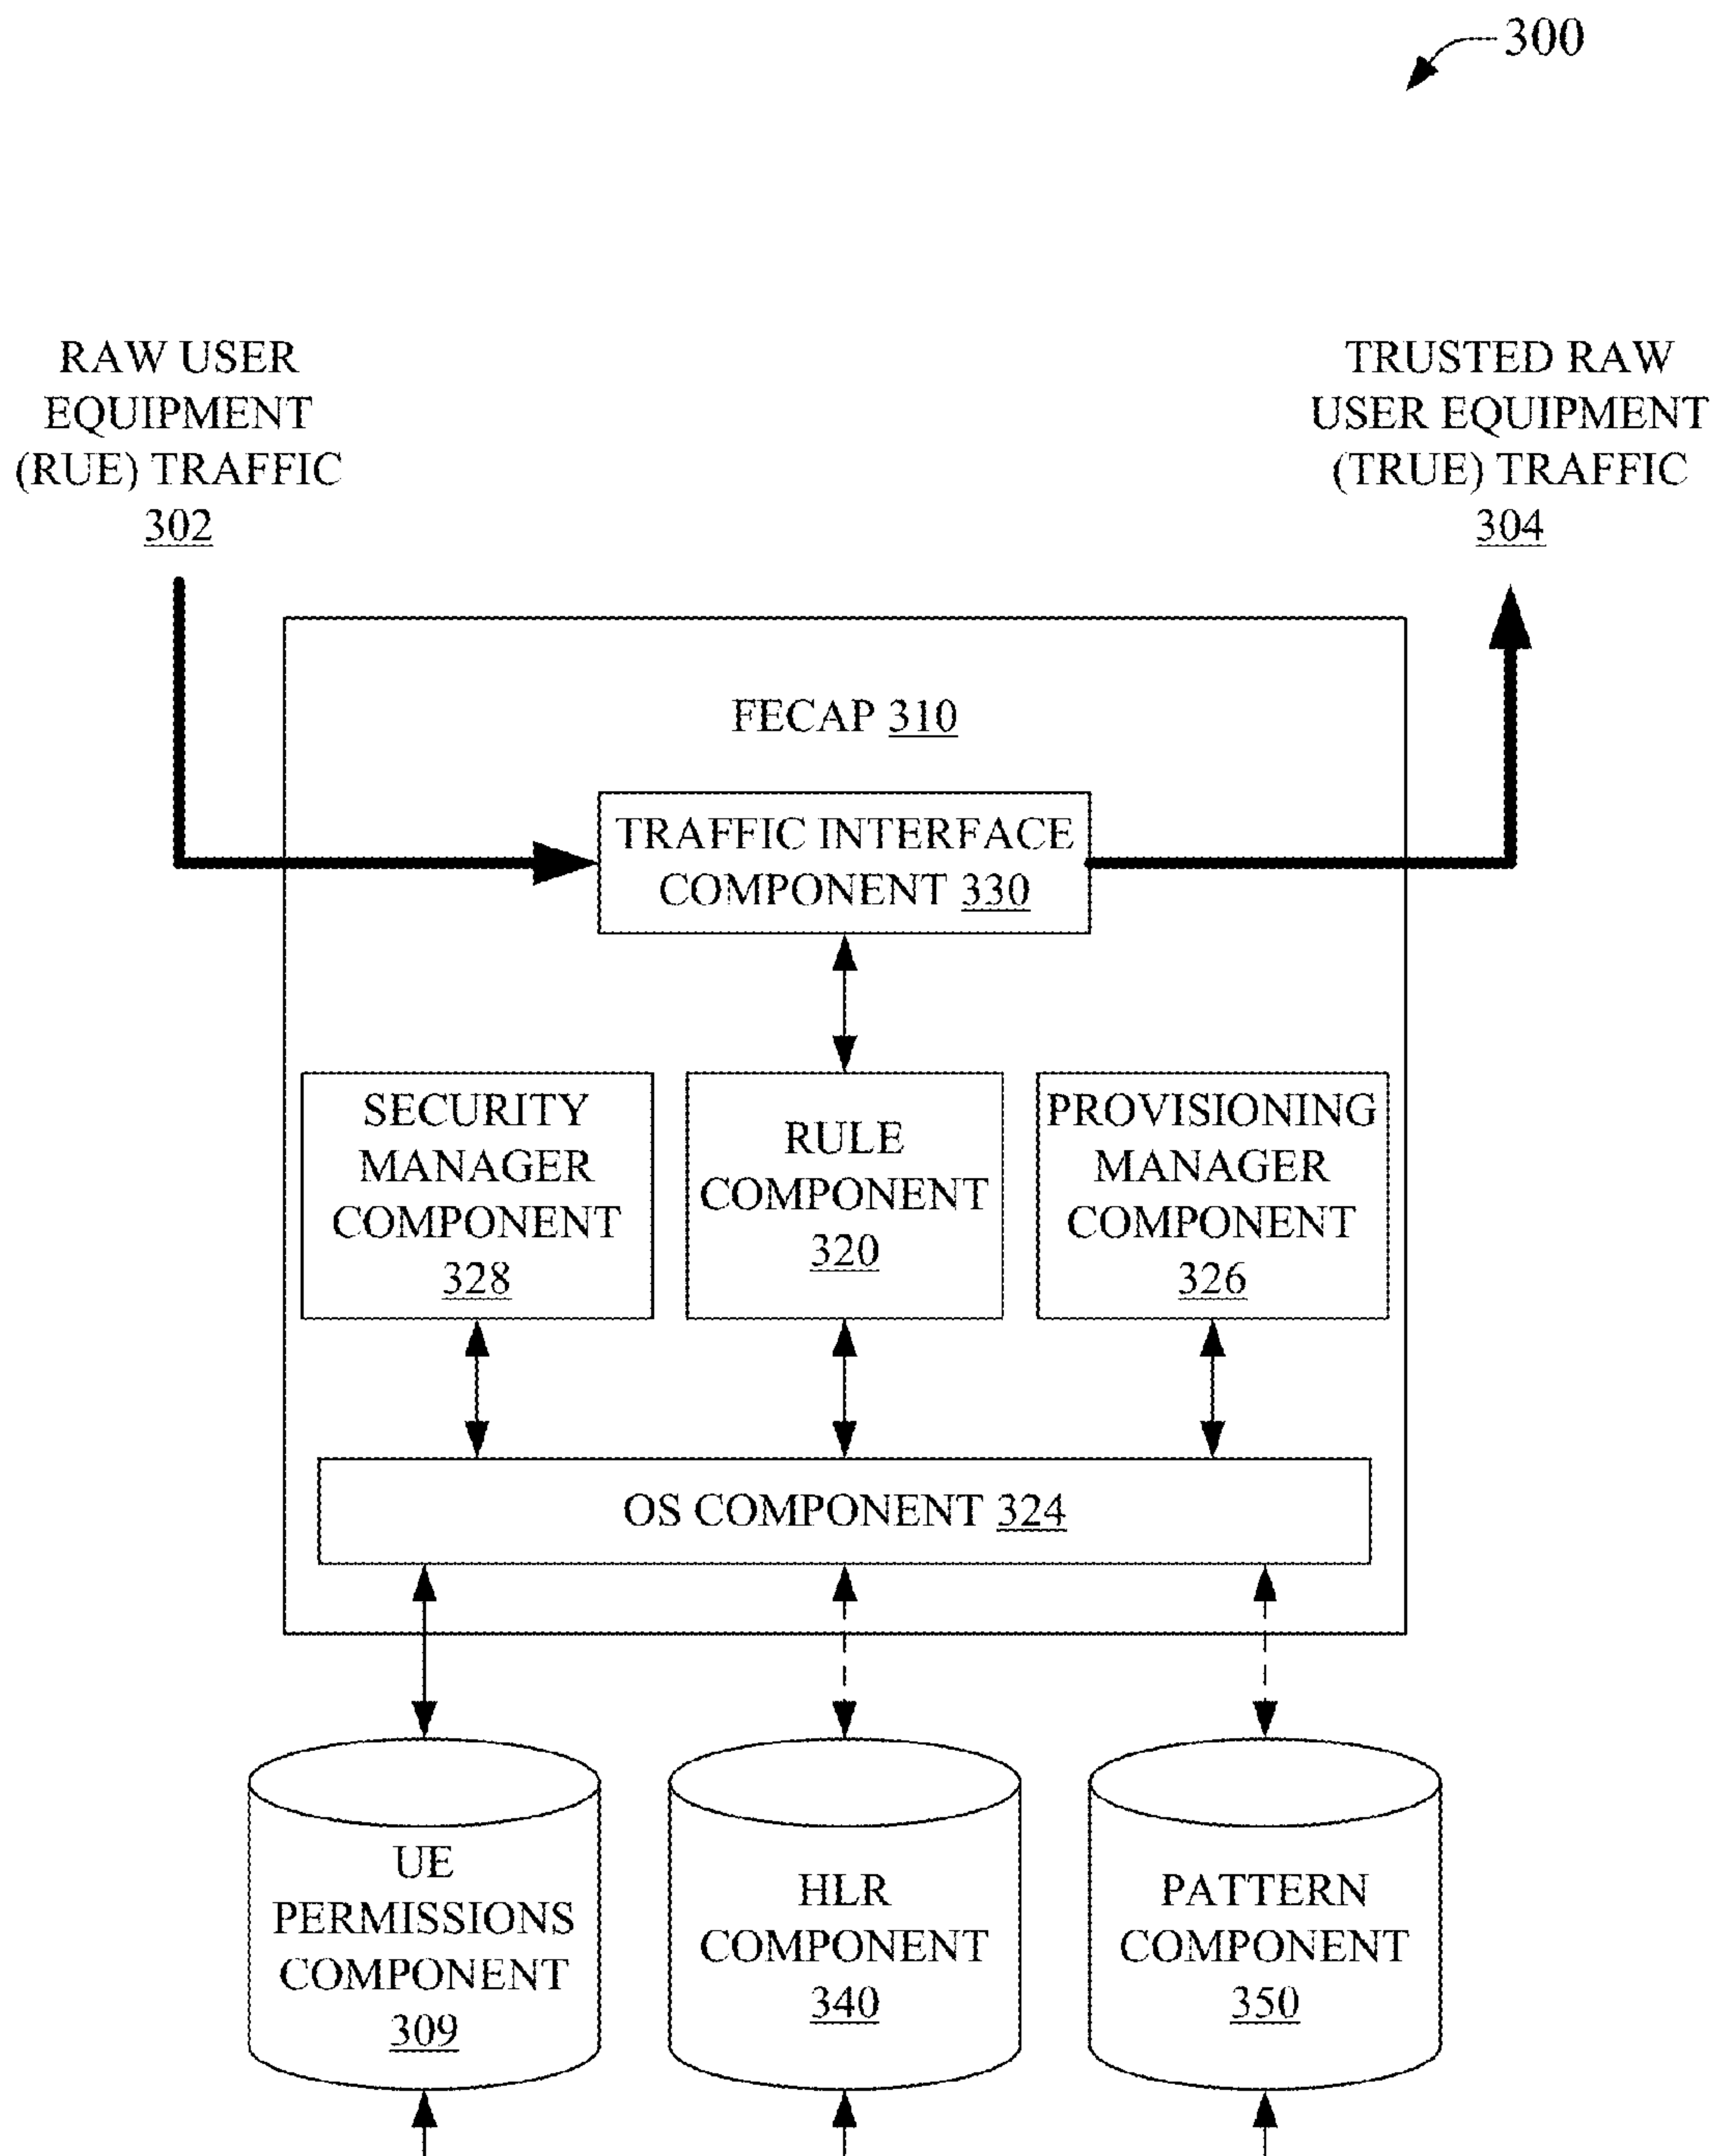 300
RAW USER
EQUIPMENT
(RUE) TRAFFIC
302
TRUSTED RAW
USER EQUIPMENT
(TRUE) TRAFFIC
304
FECAP 310
TRAFFIC INTERFACE
COMPONENT 330
SECURITY
MANAGER
COMPONENT
328
RULE
COMPONENT
320
PROVISIONING
MANAGER
COMPONENT
326
OS COMPONENT 324
UE
PERMISSIONS
COMPONENT
309
HLR
COMPONENT
340
PATTERN
COMPONENT
350